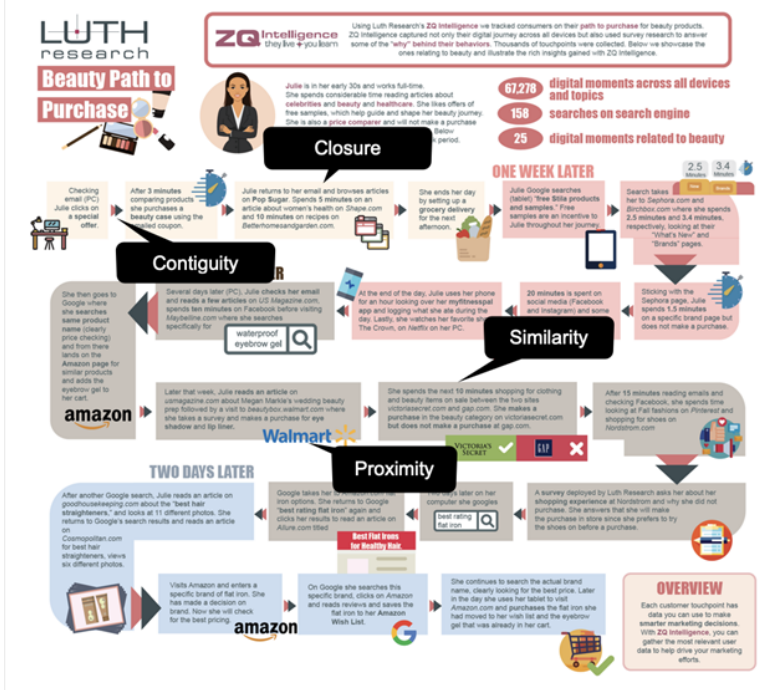 LUTH
research
Beauty Path to
Purchase
ZQ Intelligence
they live you learn
Using Luth Research's ZQ Intelligence we tracked consumers on their path to purchase for beauty products.
ZQ Intelligence captured not only their digital journey across all devices but also used survey research to answer
some of the "why" behind their behaviors. Thousands of touchpoints were collected. Below we showcase the
ones relating to beauty and illustrate the rich insights gained with ZQ Intelligence.
Julie is in her early 30s and works full-time.
She spends considerable time reading articles about
celebrities and beauty and healthcare. She likes offers of
free samples, which help guide and shape her beauty journey.
She is also a price comparer and will not make a purchase
Below
period.
67,278 digital moments across all devices
and topics
158 searches on search engine
25 digital moments related to beauty
Closure
Checking
email (PC)
Julie clicks on
a special
offer.
After 3 minutes
comparing products
she purchases a
beauty case using the
emailed coupon.
Julie returns to her email and browses articles
on Pop Sugar. Spends 5 minutes on an
article about women's health on Shape.com
and 10 minutes on recipes on
Betterhomesandgarden.com.
She ends her day
by setting up a
grocery delivery
for the next
afternoon.
ONE WEEK LATER
Julie Google searches
(tablet) "free Stila products
and samples." Free
samples are an incentive to
Julie throughout her journey.
2.5
Minutes
3.4
Minutes
Search takes
her to Sephora.com and
Birchbox.com where she spends
2.5 minutes and 3.4 minutes,
respectively, looking at their
"What's New" and
"Brands" pages.
Contiguity
Sticking with the
Sephora page, Julie
spends 1.5 minutes
on a specific brand page but
does not make a purchase.
20 minutes is spent on
social media (Facebook
and Instagram) and some
At the end of the day, Julie uses her phone
for an hour looking over her myfitnesspal
app and logging what she ate during the
day. Lastly, she watches her favorite
The Crown, on Netflix on her PC.
Several days later (PC), Julie checks her email
and reads a few articles on US Magazine.com,
spends ten minutes on Facebook before visiting
Maybelline.com where she searches
specifically for
waterproof
eyebrow gel
She then goes to
Google where
she searches
same product
name (clearly
price checking)
and from there
lands on the
Amazon page for
similar products
and adds the
eyebrow gel to
her cart.
amazon
Similarity
Later that week, Julie reads an article on
usmagazine.com about Megan Markle's wedding beauty
prep followed by a visit to beautybox.walmart.com where
she takes a survey and makes a purchase for eye
shadow and lip liner.
Walmart
She spends the next 10 minutes shopping for clothing
and beauty items on sale between the two sites
victoriasecret.com and gap.com. She makes a
purchase in the beauty category on victoriasecret.com
but does not make a purchase at gap.com.
VICTORIA'S
SECRET
GAP
After 15 minutes reading emails and
checking Facebook, she spends time
looking at Fall fashions on Pinterest and
shopping for shoes on
Nordstrom.com
Proximity
A survey deployed by Luth Research asks her about her
shopping experience at Nordstrom and why she did not
purchase. She answers that she will make
the purchase in store since she prefers to try
the shoes on before a purchase.
days later on her
computer she googles
best rating
flat iron
Google takes her to
iron options. She returns to Google
"best rating flat iron" again and
clicks her results to read an article on
Allure.com titled
Best Flat Irons
for Healthy Hair.
TWO DAYS LATER
After another Google search, Julie reads an article on
goodhousekeeping.com about the "best hair
straighteners," and looks at 11 different photos. She
returns to Google's search results and reads an article
on
Cosmopolitan.com
for best hair
straighteners, views
six different photos.
Visits Amazon and enters a
specific brand of flat iron. She
has made a decision on
brand. Now she will check
for the best pricing.
amazon
On Google she searches this
specific brand, clicks on Amazon
and reads reviews and saves the
flat iron to her Amazon
Wish List.
She continues to search the actual brand
name, clearly looking for the best price. Later
in the day she uses her tablet to visit
Amazon.com and purchases the flat iron she
had moved to her wish list and the eyebrow
gel that was already in her cart.
OVERVIEW
Each customer touchpoint has
data you can use to make
smarter marketing decisions.
With ZQ Intelligence, you can
gather the most relevant user
data to help drive your marketing
efforts.